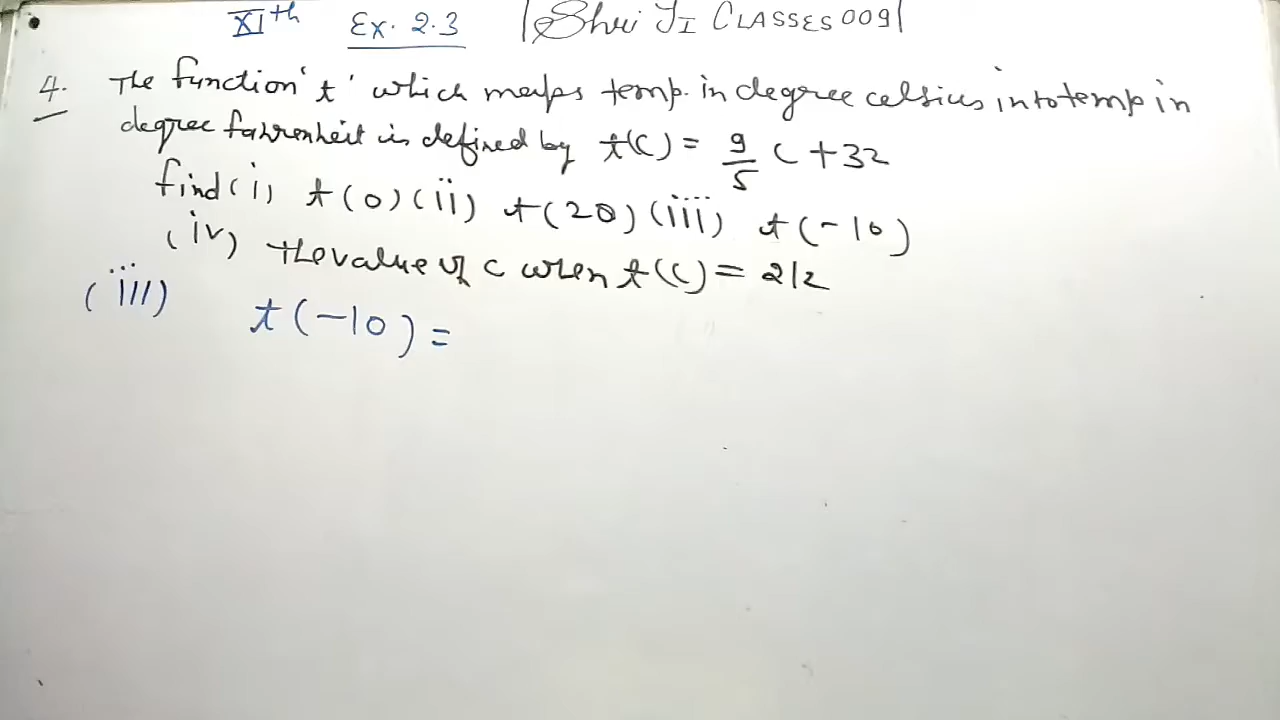 XIth Ex. 2.3 |Shri JI CLASSES 009|
4. The function 't' which maps temp. in degree celsius into temp in
degree fahrenheit is defined by t(C) = 9/5 C + 32
find (i) t(0) (ii) t(28) (iii) t(-10)
(iv) the value of C when t(C) = 212
(iii) t(-10) =